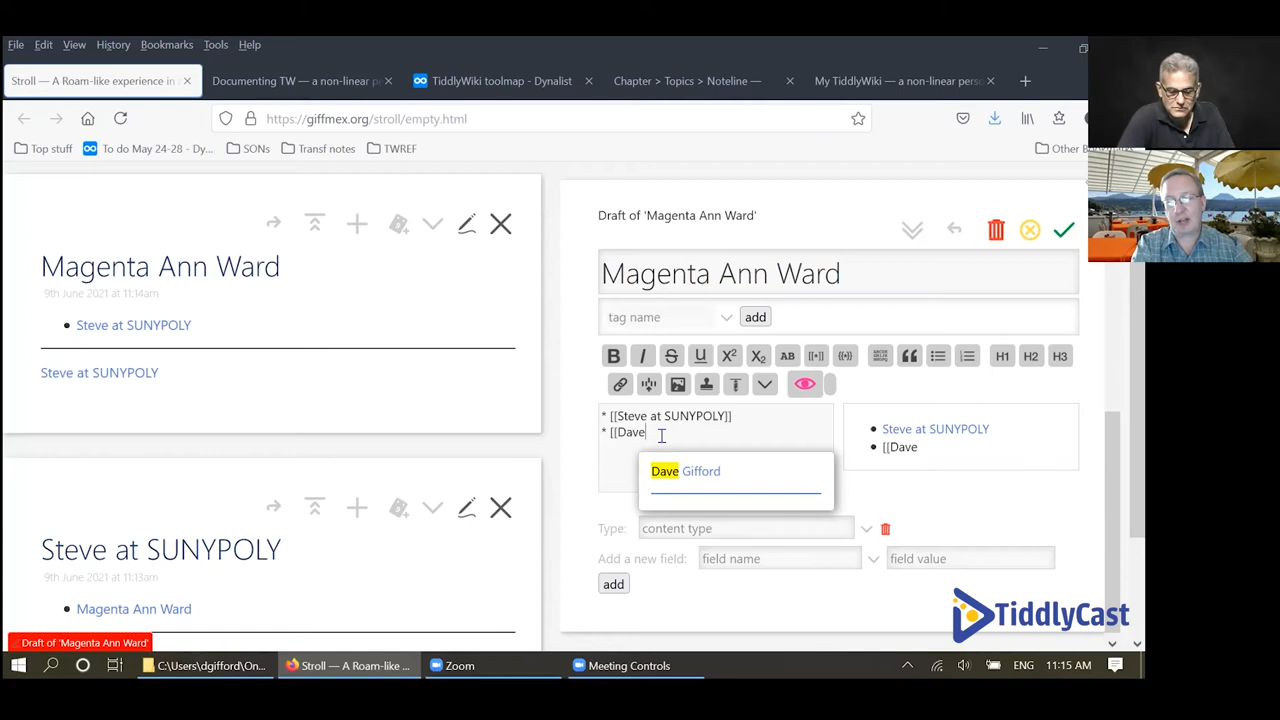 File Edit View History Bookmarks Tools Help
Stroll — A Roam-like experience in
Documenting TW — a non-linear pe
TiddlyWiki toolmap - Dynalist
Chapter > Topics > Noteline —
My TiddlyWiki — a non-linear perso
https://giffmex.org/stroll/empty.html
Top stuff
To do May 24-28 - Dy...
SONs
Transf notes
TWREF
Other Bookmarks
Magenta Ann Ward
9th June 2021 at 11:14am
Steve at SUNYPOLY
Steve at SUNYPOLY
Steve at SUNYPOLY
9th June 2021 at 11:13am
Magenta Ann Ward
Draft of 'Magenta Ann Ward'
Draft of 'Magenta Ann Ward'
Magenta Ann Ward
tag name
add
B I S U X² X₂ AB [[•]] {{•}} H1 H2 H3
* [[Steve at SUNYPOLY]]
* [[Dave
Dave Gifford
Steve at SUNYPOLY
[[Dave
Type: content type
Add a new field: field name field value
add
TiddlyCast
C:\Users\dgifford\On...
Stroll — A Roam-like ...
Zoom
Meeting Controls
ENG 11:15 AM